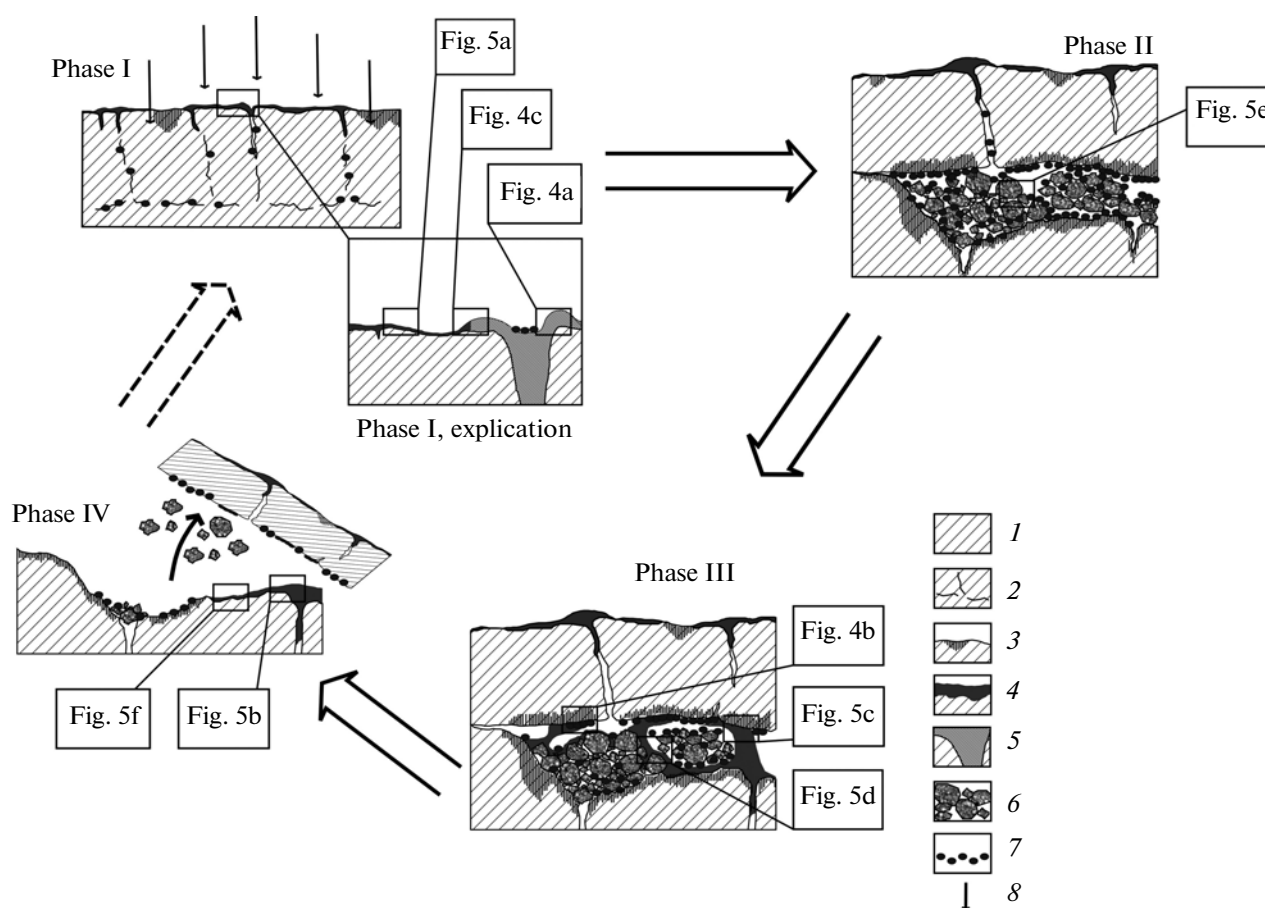 Phase I
Fig. 5a
Fig. 4c
Fig. 4a
Phase I, explication
Phase II
Fig. 5e
Phase IV
Fig. 5f
Fig. 5b
Phase III
Fig. 4b
Fig. 5c
Fig. 5d
1
2
3
4
5
6
7
8